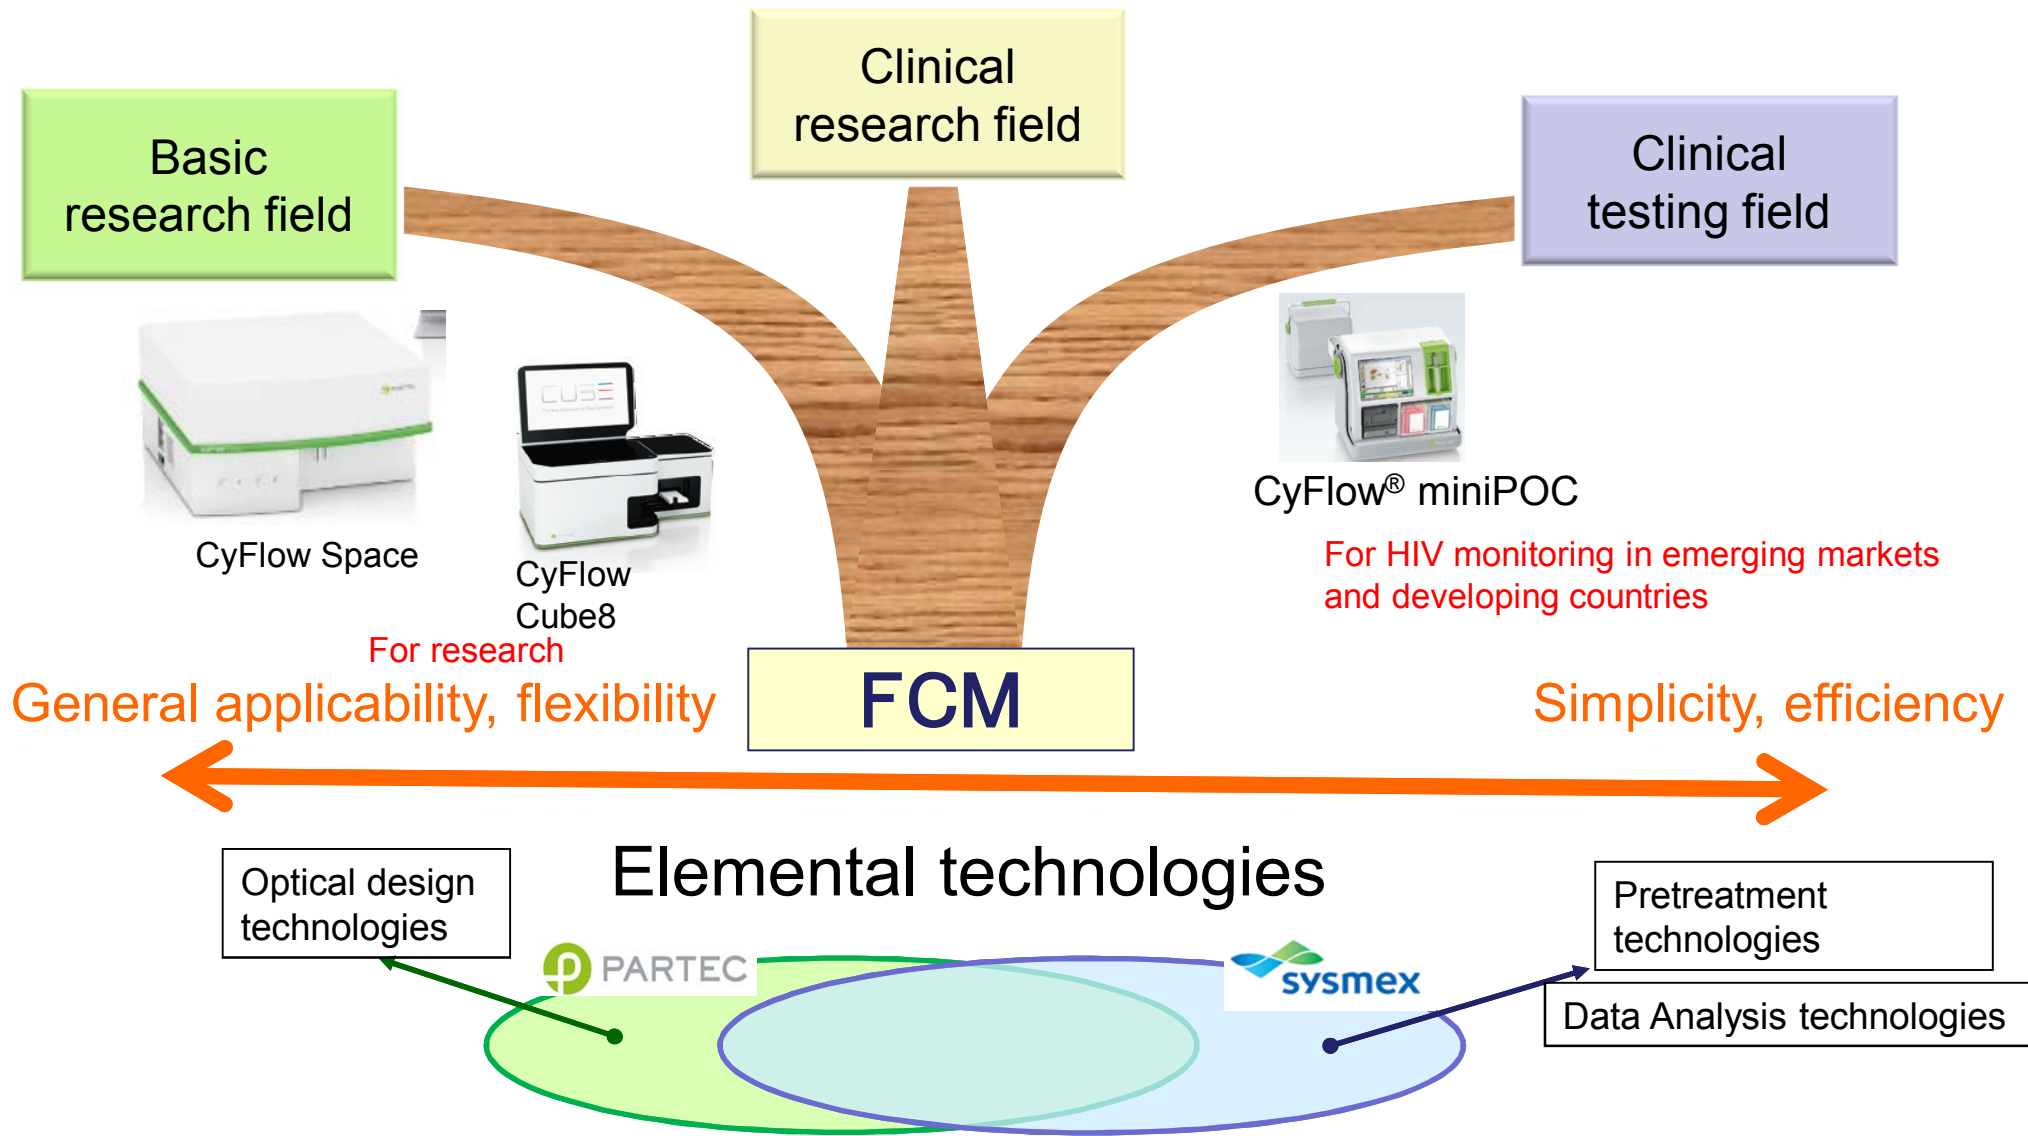 Clinical
research field
Basic
research field
Clinical
testing field
PARTEC
CUBE
CyFlow Space
CyFlow
Cube8
For research
CyFlow® miniPOC
For HIV monitoring in emerging markets
and developing countries
General applicability, flexibility
FCM
Simplicity, efficiency
Elemental technologies
Optical design
technologies
PARTEC
sysmex
Pretreatment
technologies
Data Analysis technologies